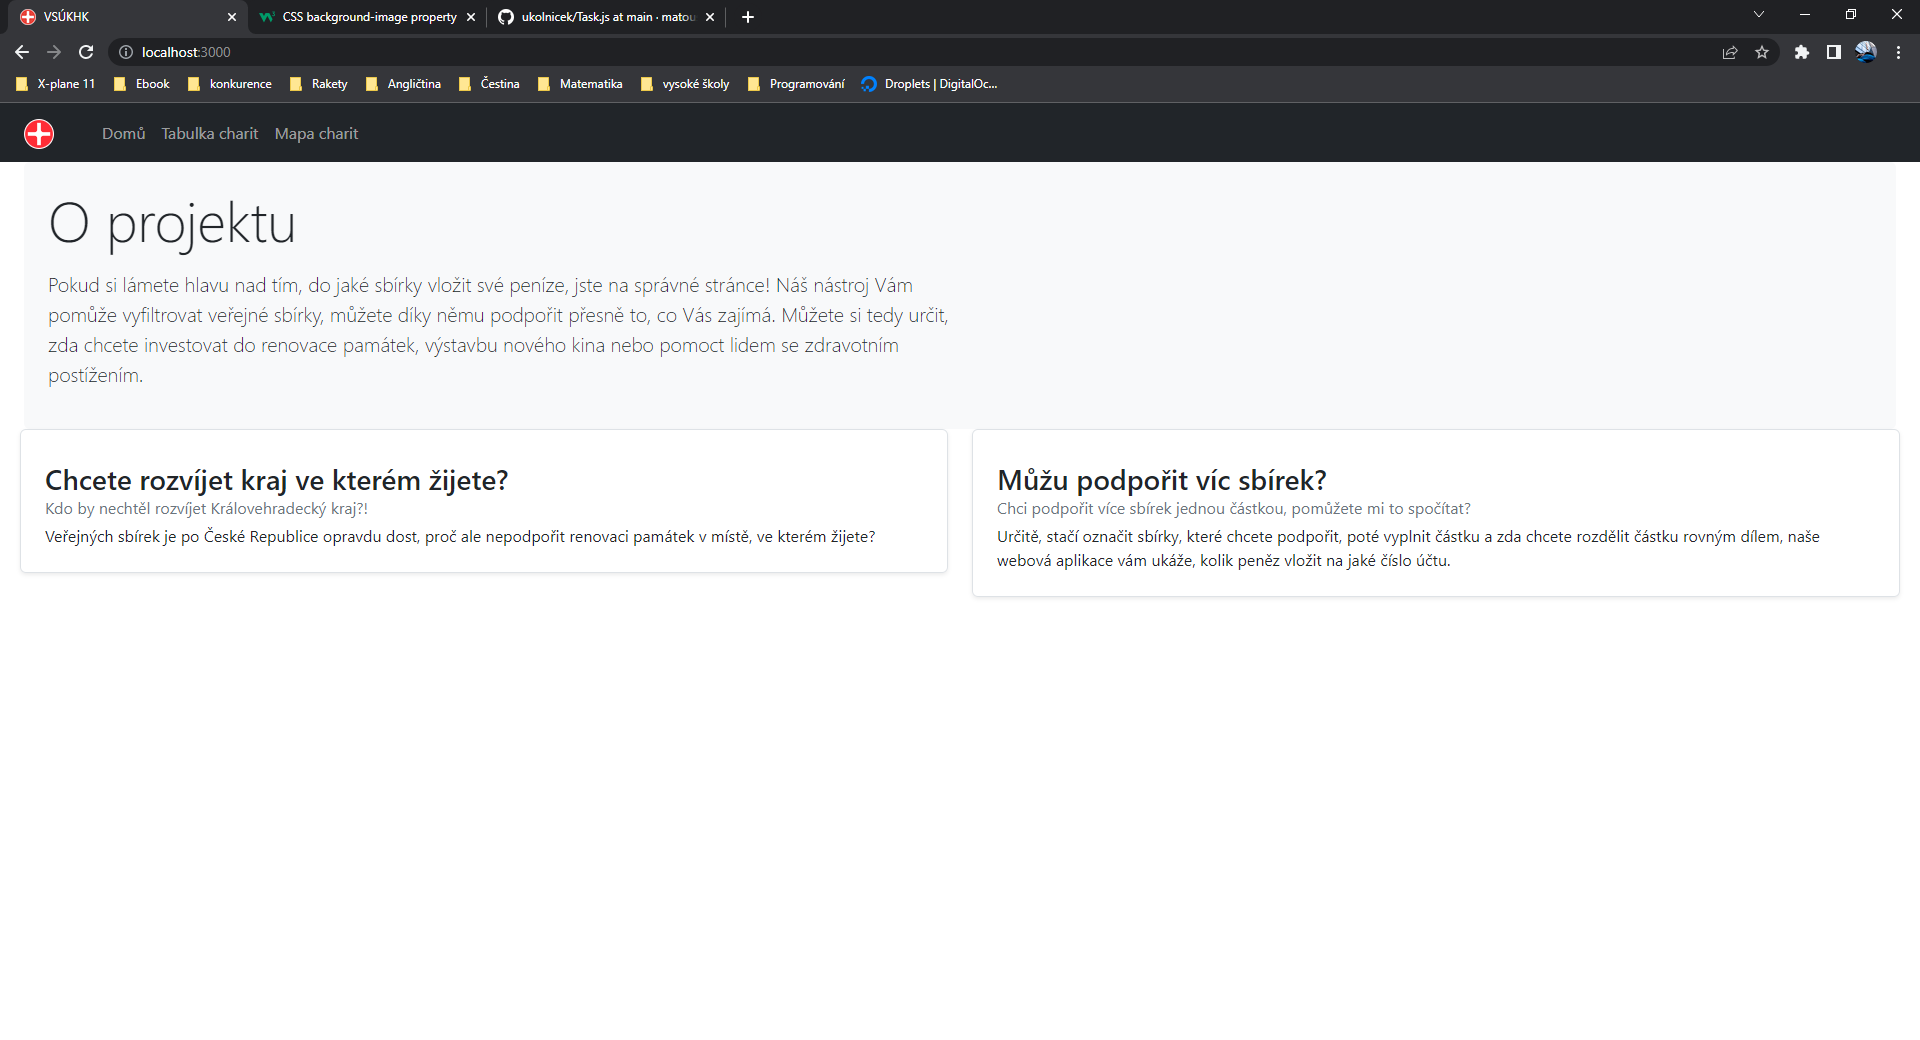 VSÚKHK
CSS background-image property
ukolnicek/Task.js at main · matou
localhost:3000
X-plane 11
Ebook
konkurence
Rakety
Angličtina
Čestina
Matematika
vysoké školy
Programování
Droplets | DigitalOc...
Domů
Tabulka charit
Mapa charit
O projektu
Pokud si lámete hlavu nad tím, do jaké sbírky vložit své peníze, jste na správné stránce! Náš nástroj Vám
pomůže vyfiltrovat veřejné sbírky, můžete díky němu podpořit přesně to, co Vás zajímá. Můžete si tedy určit,
zda chcete investovat do renovace památek, výstavbu nového kina nebo pomoct lidem se zdravotním
postížením.
Chcete rozvíjet kraj ve kterém žijete?
Kdo by nechtěl rozvíjet Královehradecký kraj?!
Veřejných sbírek je po České Republice opravdu dost, proč ale nepodpořit renovaci památek v místě, ve kterém žijete?
Můžu podpořit víc sbírek?
Chci podpořit více sbírek jednou částkou, pomůžete mi to spočítat?
Určitě, stačí označit sbírky, které chcete podpořit, poté vyplnit částku a zda chcete rozdělit částku rovným dílem, naše
webová aplikace vám ukáže, kolik peněz vložit na jaké číslo účtu.